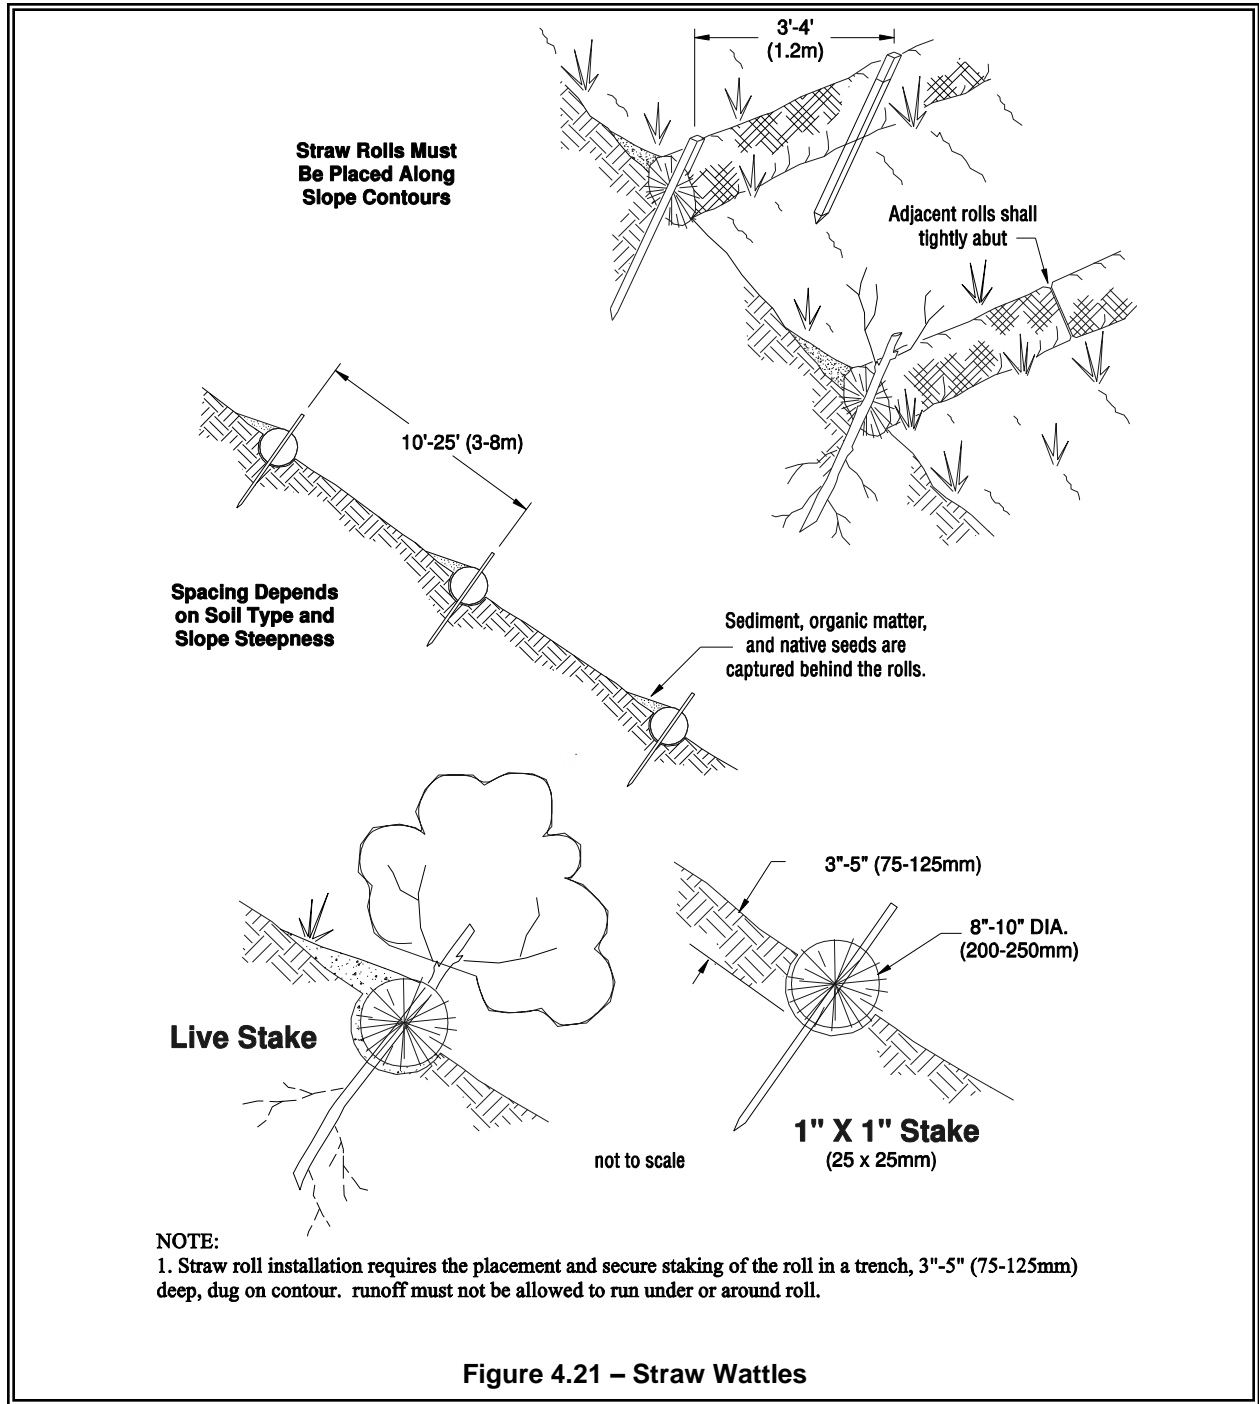 3'-4'
(1.2m)
Straw Rolls Must
Be Placed Along
Slope Contours
Adjacent rolls shall
tightly abut
10'-25' (3-8m)
Spacing Depends
on Soil Type and
Slope Steepness
Sediment, organic matter,
and native seeds are
captured behind the rolls.
3"-5" (75-125mm)
8"-10" DIA.
(200-250mm)
Live Stake
1" X 1" Stake
(25 x 25mm)
not to scale
NOTE:
1. Straw roll installation requires the placement and secure staking of the roll in a trench, 3"-5" (75-125mm)
deep, dug on contour. runoff must not be allowed to run under or around roll.
Figure 4.21 – Straw Wattles